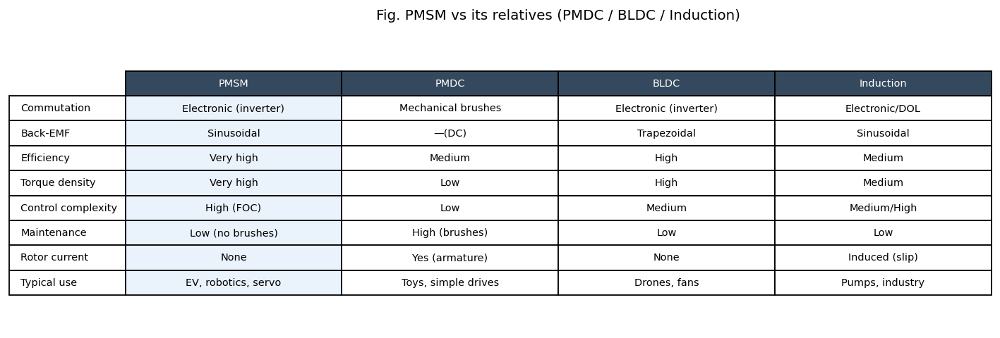 Fig. PMSM vs its relatives (PMDC / BLDC / Induction)
PMSM PMDC BLDC Induction
Commutation Electronic (inverter) Mechanical brushes Electronic (inverter) Electronic/DOL
Back-EMF Sinusoidal —(DC) Trapezoidal Sinusoidal
Efficiency Very high Medium High Medium
Torque density Very high Low High Medium
Control complexity High (FOC) Low Medium Medium/High
Maintenance Low (no brushes) High (brushes) Low Low
Rotor current None Yes (armature) None Induced (slip)
Typical use EV, robotics, servo Toys, simple drives Drones, fans Pumps, industry